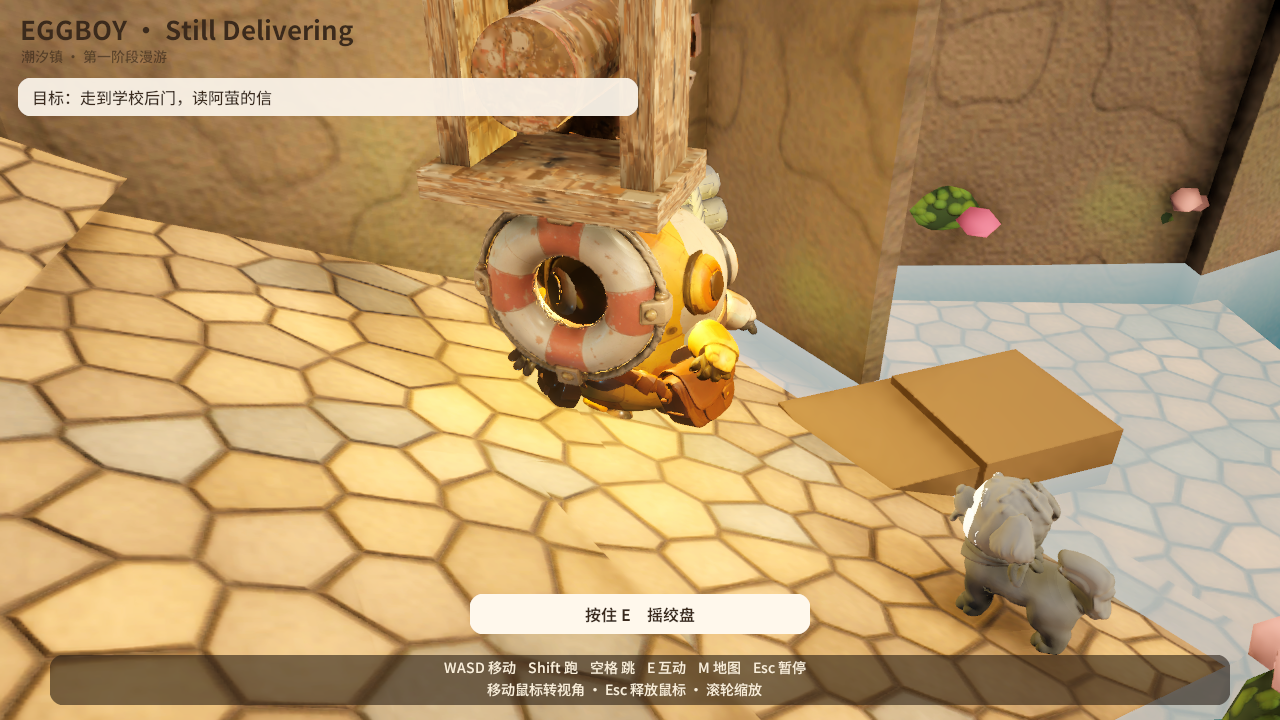 EGGBOY · Still Delivering
潮汐镇 · 第一阶段漫游
目标：走到学校后门，读阿萤的信
按住 E 摇绞盘
WASD 移动 Shift 跑 空格 跳 E 互动 M 地图 Esc 暂停
移动鼠标转视角 · Esc 释放鼠标 · 滚轮缩放